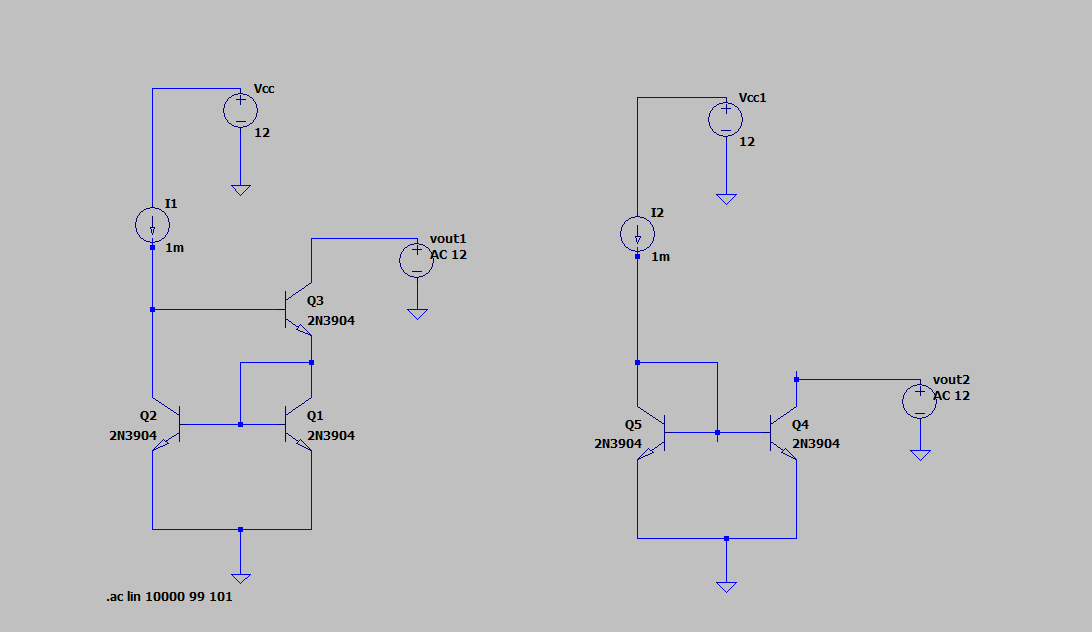 Vcc
12
I1
1m
vout1
AC 12
Q3
2N3904
Q2
2N3904
Q1
2N3904
.ac lin 10000 99 101
Vcc1
12
I2
1m
vout2
AC 12
Q5
2N3904
Q4
2N3904